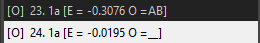 [O] 23. 1a [E = -0.3076 O =AB]
[O] 24. 1a [E = -0.0195 O =__]